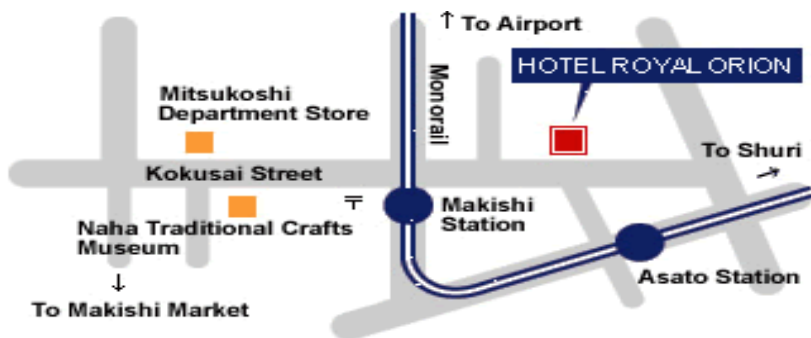 ↑ To Airport
HOTEL ROYAL ORION
Monorail
Mitsukoshi
Department Store
To Shuri
Kokusai Street
〒
Makishi
Station
Naha Traditional Crafts
Museum
Asato Station
To Makishi Market